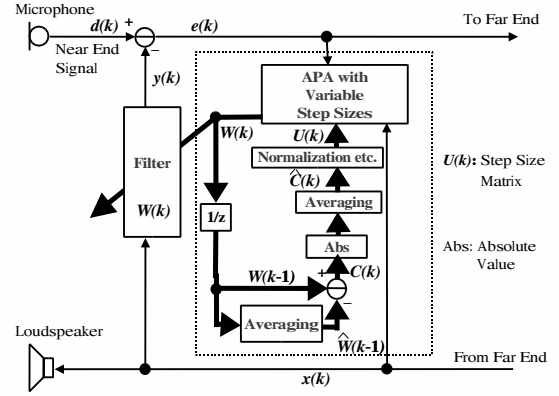 Microphone
d(k)
+
e(k)
To Far End
−
Near End
Signal
y(k)
APA with
Variable
Step Sizes
W(k)
U(k)
Normalization etc.
Ĉ(k)
U(k): Step Size
Matrix
Filter
W(k)
Averaging
1/z
Abs
Abs: Absolute
Value
+
C(k)
W(k-1)
−
Averaging
Ŵ(k-1)
Loudspeaker
From Far End
x(k)